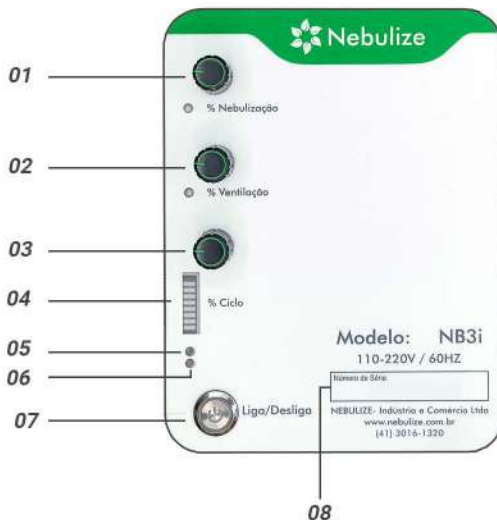 Nebulize
01
% Nebulização
02
% Ventilação
03
04
% Ciclo
05
06
Modelo: NB3i
110-220V / 60HZ
Número de Série:
07
Liga/Desliga
NEBULIZE- Indústria e Comércio Ltda
www.nebulize.com.br
(41) 3016-1320
08